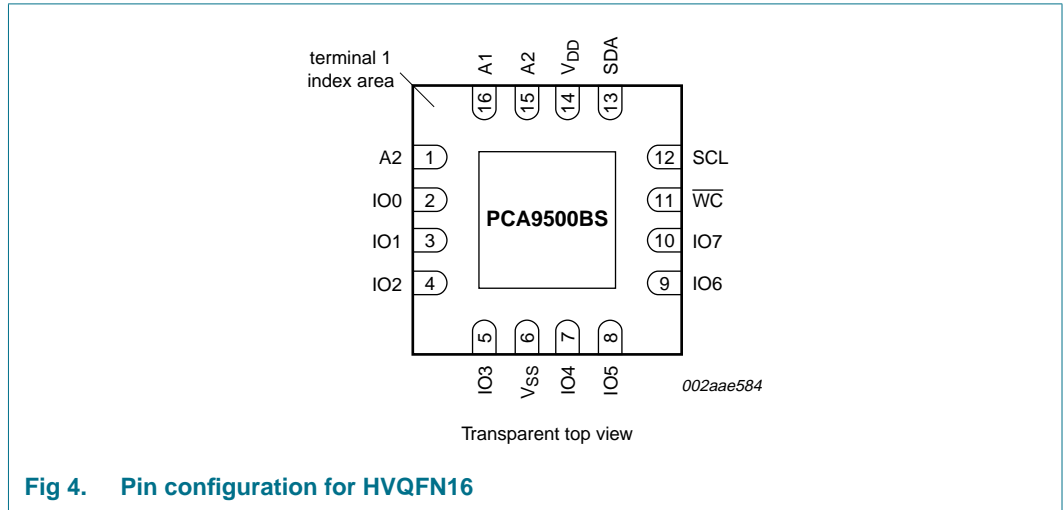 terminal 1
index area
A1
A2
VDD
SDA
16
15
14
13
A2 1
IO0 2
IO1 3
IO2 4
12 SCL
11 WC
10 IO7
9 IO6
PCA9500BS
5
6
7
8
IO3
VSS
IO4
IO5
002aae584
Transparent top view
Fig 4. Pin configuration for HVQFN16